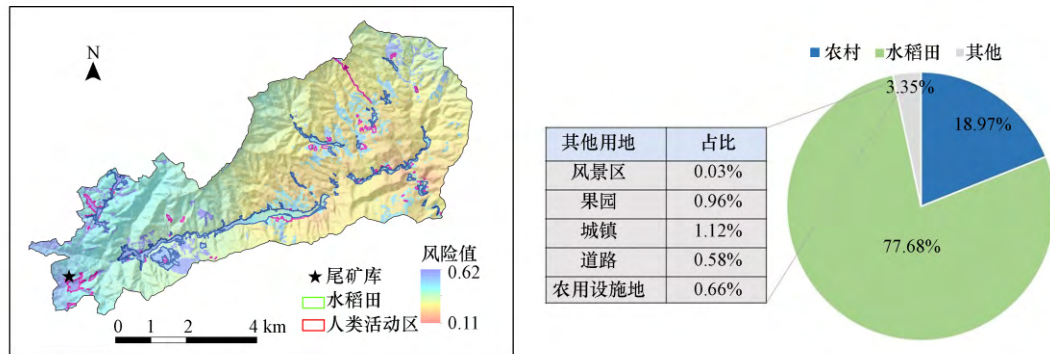 N
★尾矿库
水稻田
人类活动区
风险值
0.62
0.11
0 1 2 4 km
农村 水稻田 其他
3.35%
18.97%
77.68%
其他用地 占比
风景区 0.03%
果园 0.96%
城镇 1.12%
道路 0.58%
农用设施地 0.66%